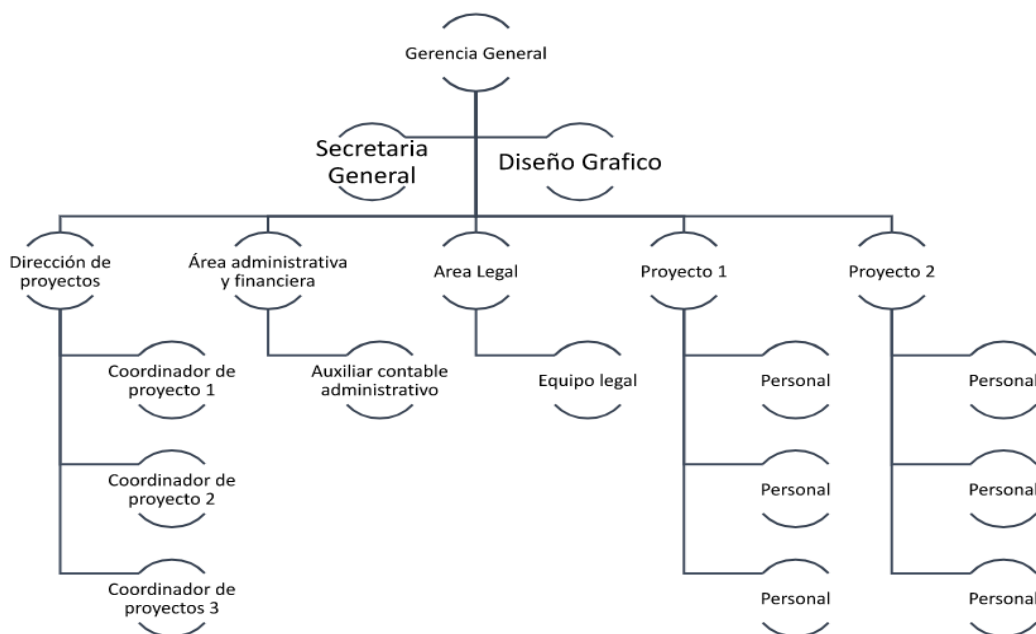 Gerencia General
Secretaria
General
Diseño Grafico
Dirección de
proyectos
Área administrativa
y financiera
Area Legal
Proyecto 1
Proyecto 2
Coordinador de
proyecto 1
Auxiliar contable
administrativo
Equipo legal
Personal
Personal
Coordinador de
proyecto 2
Personal
Personal
Coordinador de
proyectos 3
Personal
Personal